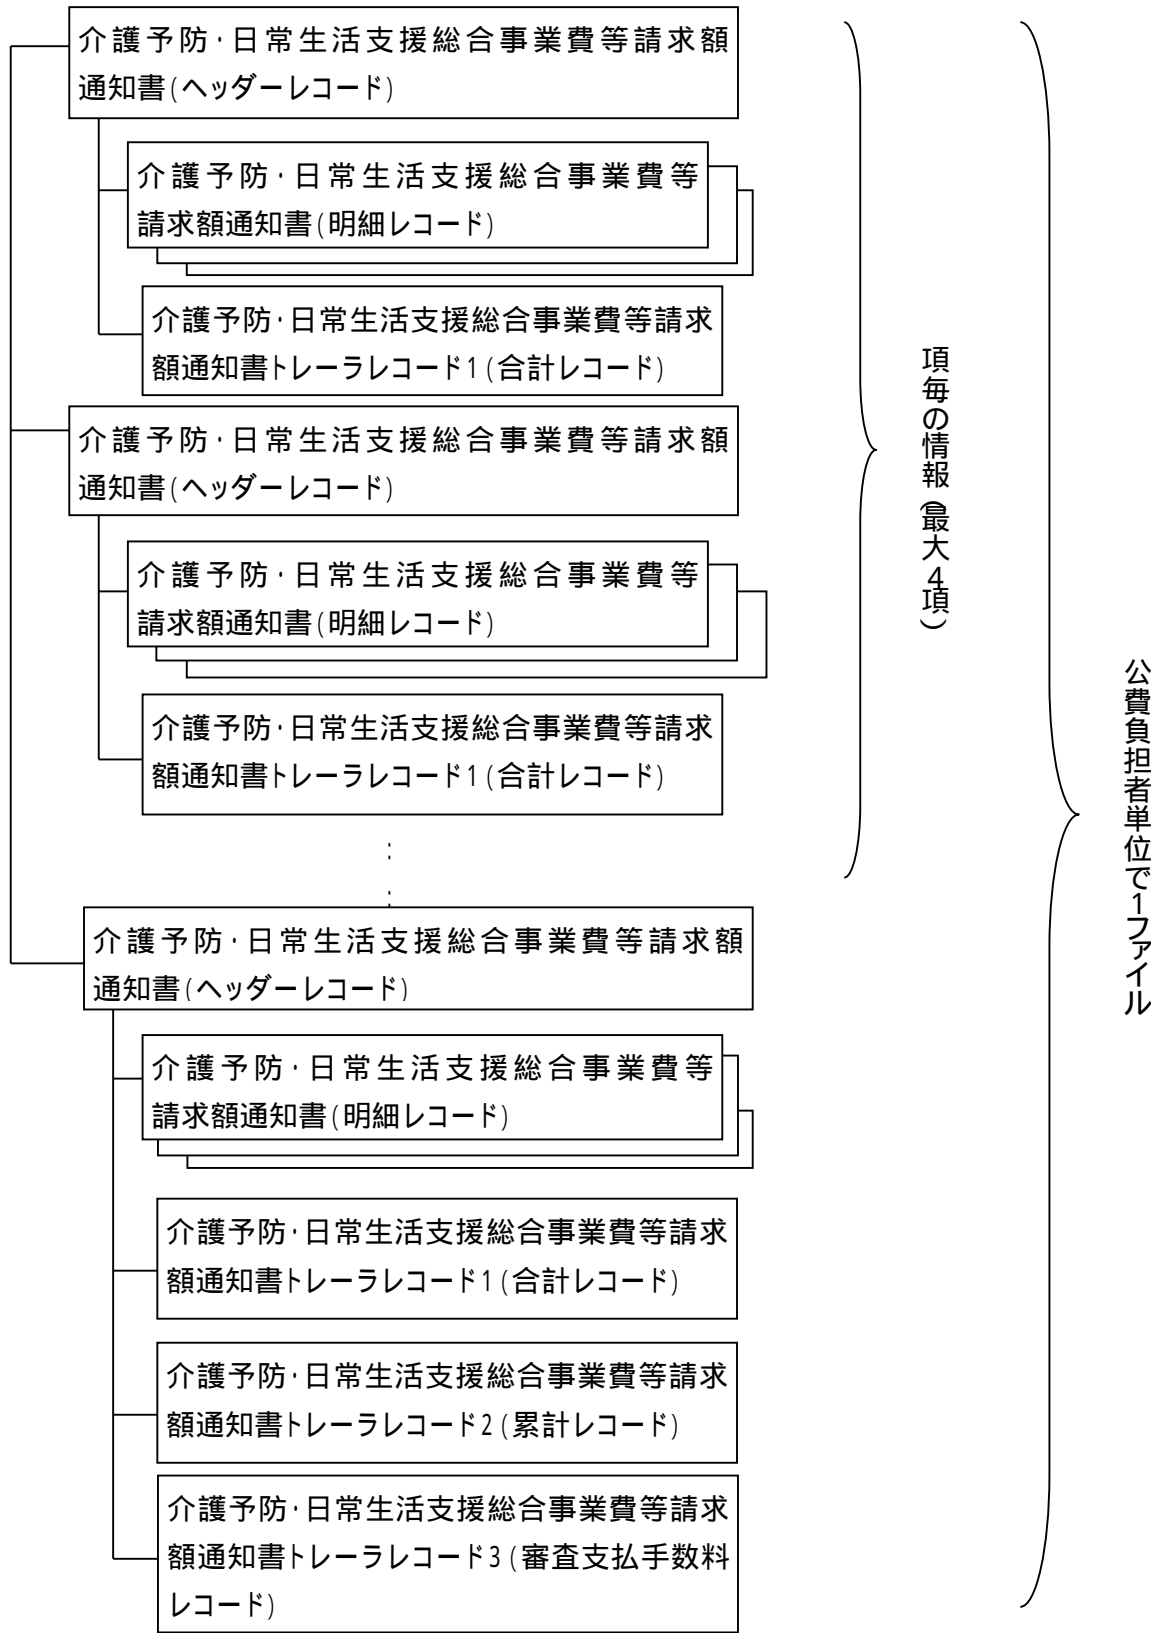 介護予防･日常生活支援総合事業費等請求額
通知書(ヘッダーレコード)
介護予防･日常生活支援総合事業費等
請求額通知書(明細レコード)
介護予防･日常生活支援総合事業費等請求
額通知書トレーラレコード1(合計レコード)
介護予防･日常生活支援総合事業費等請求額
通知書(ヘッダーレコード)
介護予防･日常生活支援総合事業費等
請求額通知書(明細レコード)
介護予防･日常生活支援総合事業費等請求
額通知書トレーラレコード1(合計レコード)
介護予防･日常生活支援総合事業費等請求額
通知書(ヘッダーレコード)
介護予防･日常生活支援総合事業費等
請求額通知書(明細レコード)
介護予防･日常生活支援総合事業費等請求
額通知書トレーラレコード1(合計レコード)
介護予防･日常生活支援総合事業費等請求
額通知書トレーラレコード2(累計レコード)
介護予防･日常生活支援総合事業費等請求
額通知書トレーラレコード3(審査支払手数料
レコード)
項毎の情報(最大4項)
公費負担者単位で1ファイル